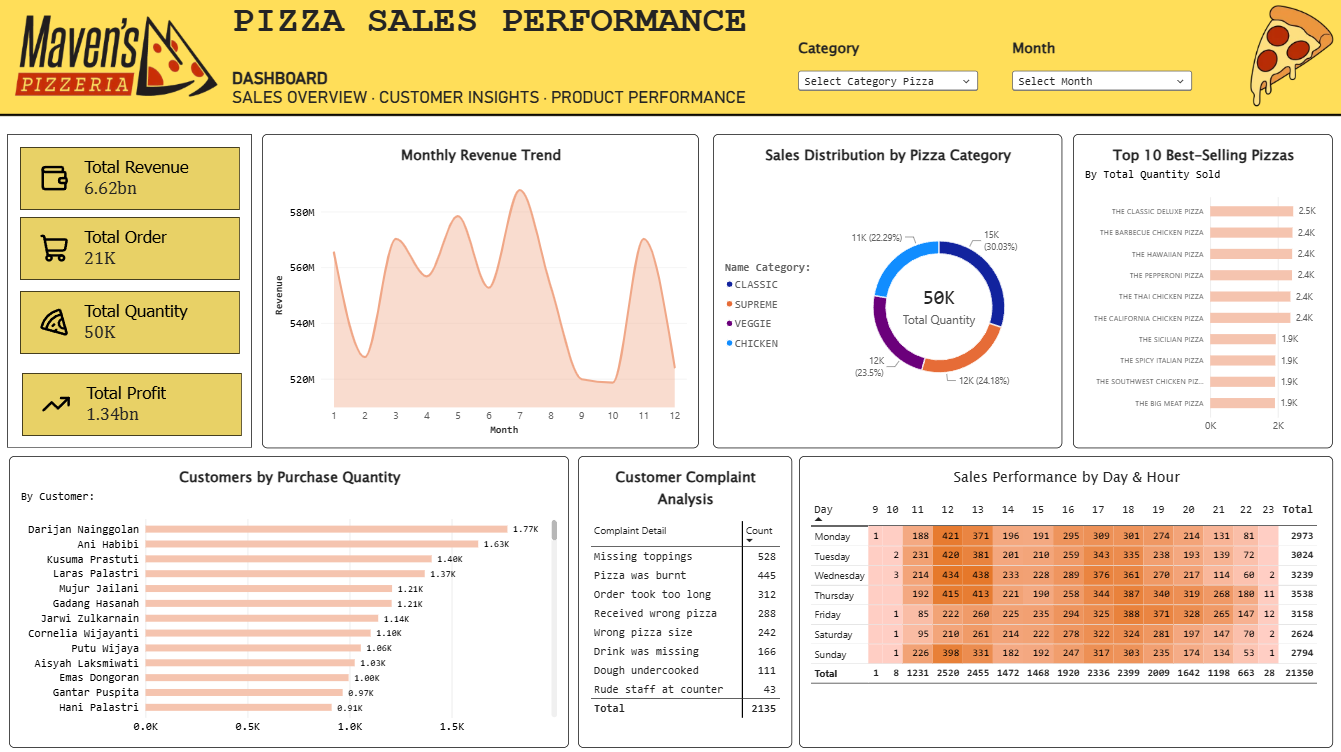 Maven's
PIZZERIA
PIZZA SALES PERFORMANCE
DASHBOARD
SALES OVERVIEW · CUSTOMER INSIGHTS · PRODUCT PERFORMANCE
Category
Select Category Pizza
Month
Select Month
Total Revenue
6.62bn
Total Order
21K
Total Quantity
50K
Total Profit
1.34bn
Monthly Revenue Trend
Revenue
580M
560M
540M
520M
1 2 3 4 5 6 7 8 9 10 11 12
Month
Sales Distribution by Pizza Category
Name Category:
CLASSIC
SUPREME
VEGGIE
CHICKEN
11K (22.29%)
15K
(30.03%)
50K
Total Quantity
12K
(23.5%)
12K (24.18%)
Top 10 Best-Selling Pizzas
By Total Quantity Sold
THE CLASSIC DELUXE PIZZA 2.5K
THE BARBECUE CHICKEN PIZZA 2.4K
THE HAWAIIAN PIZZA 2.4K
THE PEPPERONI PIZZA 2.4K
THE THAI CHICKEN PIZZA 2.4K
THE CALIFORNIA CHICKEN PIZZA 2.4K
THE SICILIAN PIZZA 1.9K
THE SPICY ITALIAN PIZZA 1.9K
THE SOUTHWEST CHICKEN PIZ... 1.9K
THE BIG MEAT PIZZA 1.9K
0K 2K
Customers by Purchase Quantity
By Customer:
Darijan Nainggolan 1.77K
Ani Habibi 1.63K
Kusuma Prastuti 1.40K
Laras Palastri 1.37K
Mujur Jailani 1.21K
Gadang Hasanah 1.21K
Jarwi Zulkarnain 1.14K
Cornelia Wijayanti 1.10K
Putu Wijaya 1.06K
Aisyah Laksmiwati 1.03K
Emas Dongoran 1.00K
Gantar Puspita 0.97K
Hani Palastri 0.91K
0.0K 0.5K 1.0K 1.5K
Customer Complaint
Analysis
Complaint Detail Count
Missing toppings 528
Pizza was burnt 445
Order took too long 312
Received wrong pizza 288
Wrong pizza size 242
Drink was missing 166
Dough undercooked 111
Rude staff at counter 43
Total 2135
Sales Performance by Day & Hour
Day 9 10 11 12 13 14 15 16 17 18 19 20 21 22 23 Total
Monday 1 188 421 371 196 191 295 309 301 274 214 131 81 2973
Tuesday 2 231 420 381 201 210 259 343 335 238 193 139 72 3024
Wednesday 3 214 434 438 233 228 289 376 361 270 217 114 60 2 3239
Thursday 192 415 413 221 190 258 344 387 340 319 268 180 11 3538
Friday 1 85 222 260 225 235 294 325 388 371 328 265 147 12 3158
Saturday 1 95 210 261 214 222 278 322 324 281 197 147 70 2 2624
Sunday 1 226 398 331 182 192 247 317 303 235 174 134 53 1 2794
Total 1 8 1231 2520 2455 1472 1468 1920 2336 2399 2009 1642 1198 663 28 21350